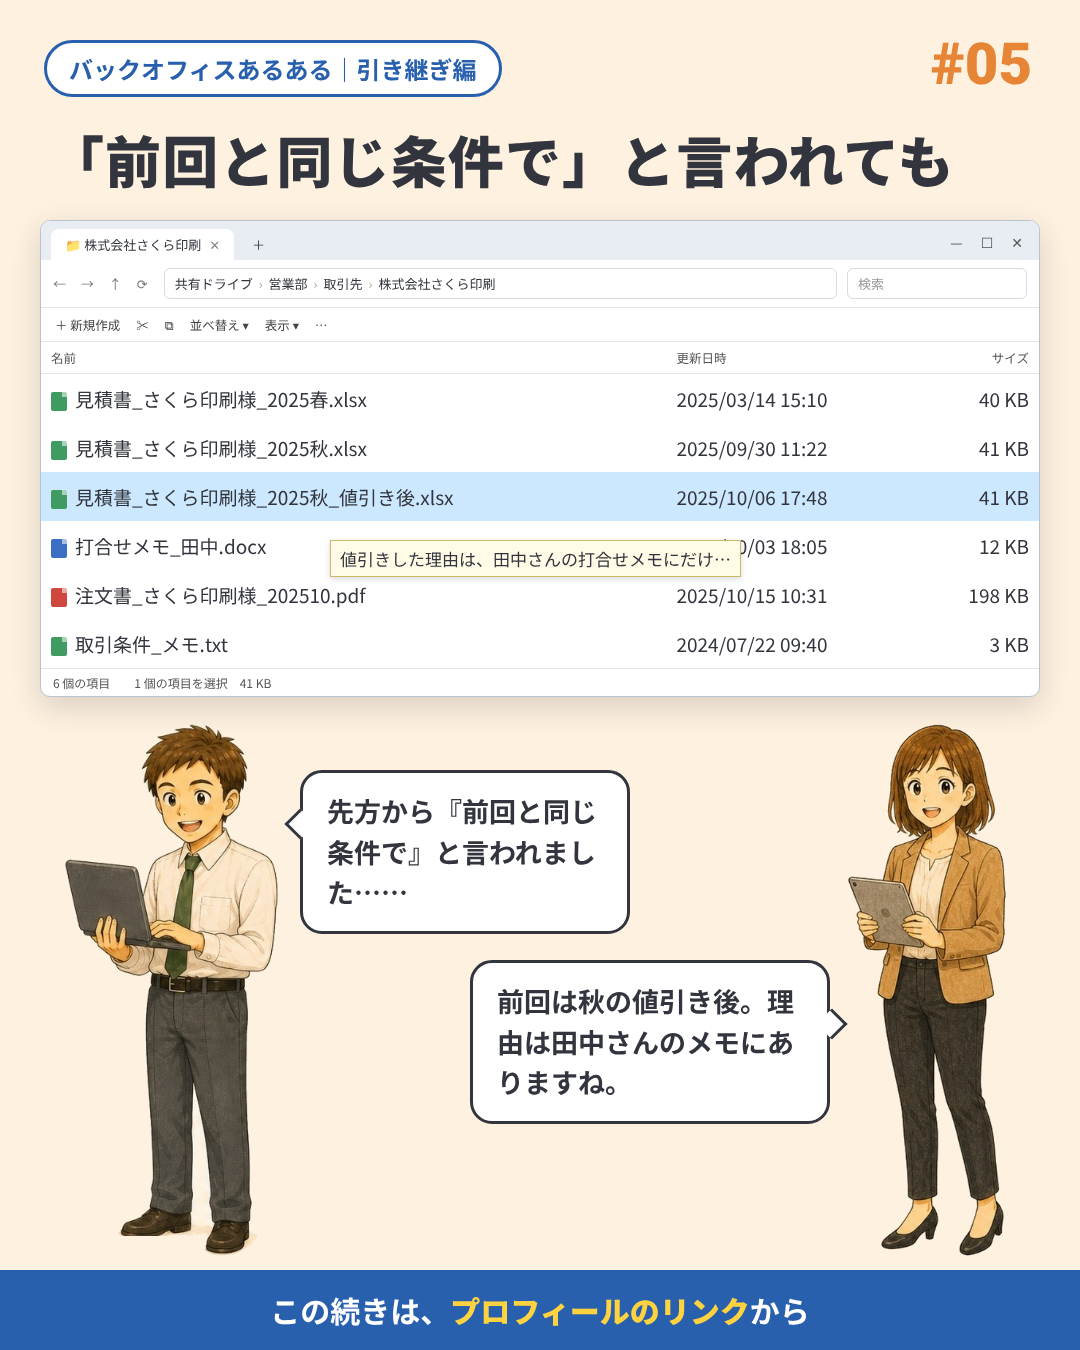 バックオフィスあるある｜引き継ぎ編
#05
「前回と同じ条件で」と言われても
株式会社さくら印刷
共有ドライブ › 営業部 › 取引先 › 株式会社さくら印刷
検索
＋ 新規作成 並べ替え ▾ 表示 ▾ …
名前 更新日時 サイズ
見積書_さくら印刷様_2025春.xlsx 2025/03/14 15:10 40 KB
見積書_さくら印刷様_2025秋.xlsx 2025/09/30 11:22 41 KB
見積書_さくら印刷様_2025秋_値引き後.xlsx 2025/10/06 17:48 41 KB
打合せメモ_田中.docx 0/03 18:05 12 KB
値引きした理由は、田中さんの打合せメモにだけ…
注文書_さくら印刷様_202510.pdf 2025/10/15 10:31 198 KB
取引条件_メモ.txt 2024/07/22 09:40 3 KB
6 個の項目 1 個の項目を選択 41 KB
先方から『前回と同じ
条件で』と言われまし
た……
前回は秋の値引き後。理
由は田中さんのメモにあ
りますね。
この続きは、プロフィールのリンクから